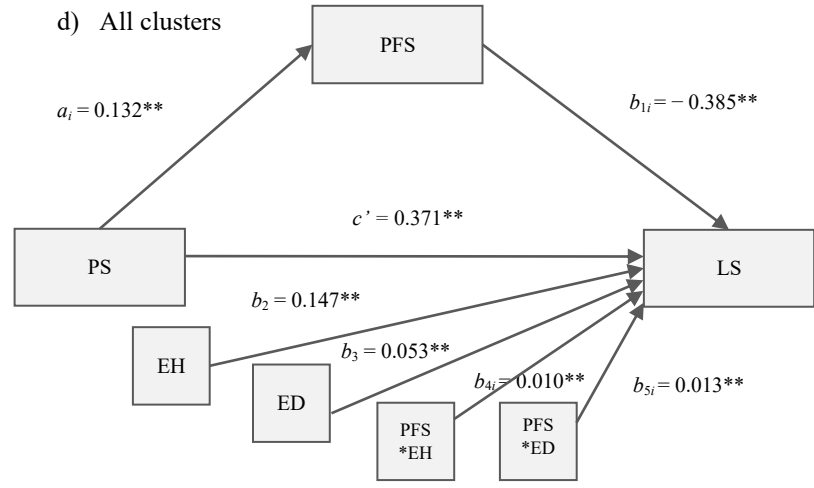 d) All clusters
PFS
aᵢ = 0.132**
b₁ᵢ = − 0.385**
c’ = 0.371**
PS
LS
b₂ = 0.147**
b₃ = 0.053**
EH
b₄ᵢ = 0.010**
b₅ᵢ = 0.013**
ED
PFS
*EH
PFS
*ED